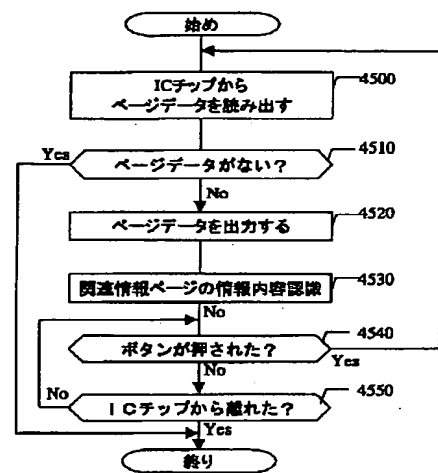 始め
ICチップから
ページデータを読み出す
4500
Yes
ページデータがない？
4510
No
ページデータを出力する
4520
関連情報ページの情報内容認識
4530
No
ボタンが押された？
4540
Yes
No
No
ICチップから離れた？
4550
Yes
終り